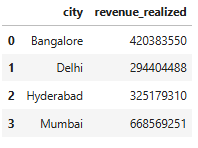 city revenue_realized
0 Bangalore 420383550
1 Delhi 294404488
2 Hyderabad 325179310
3 Mumbai 668569251